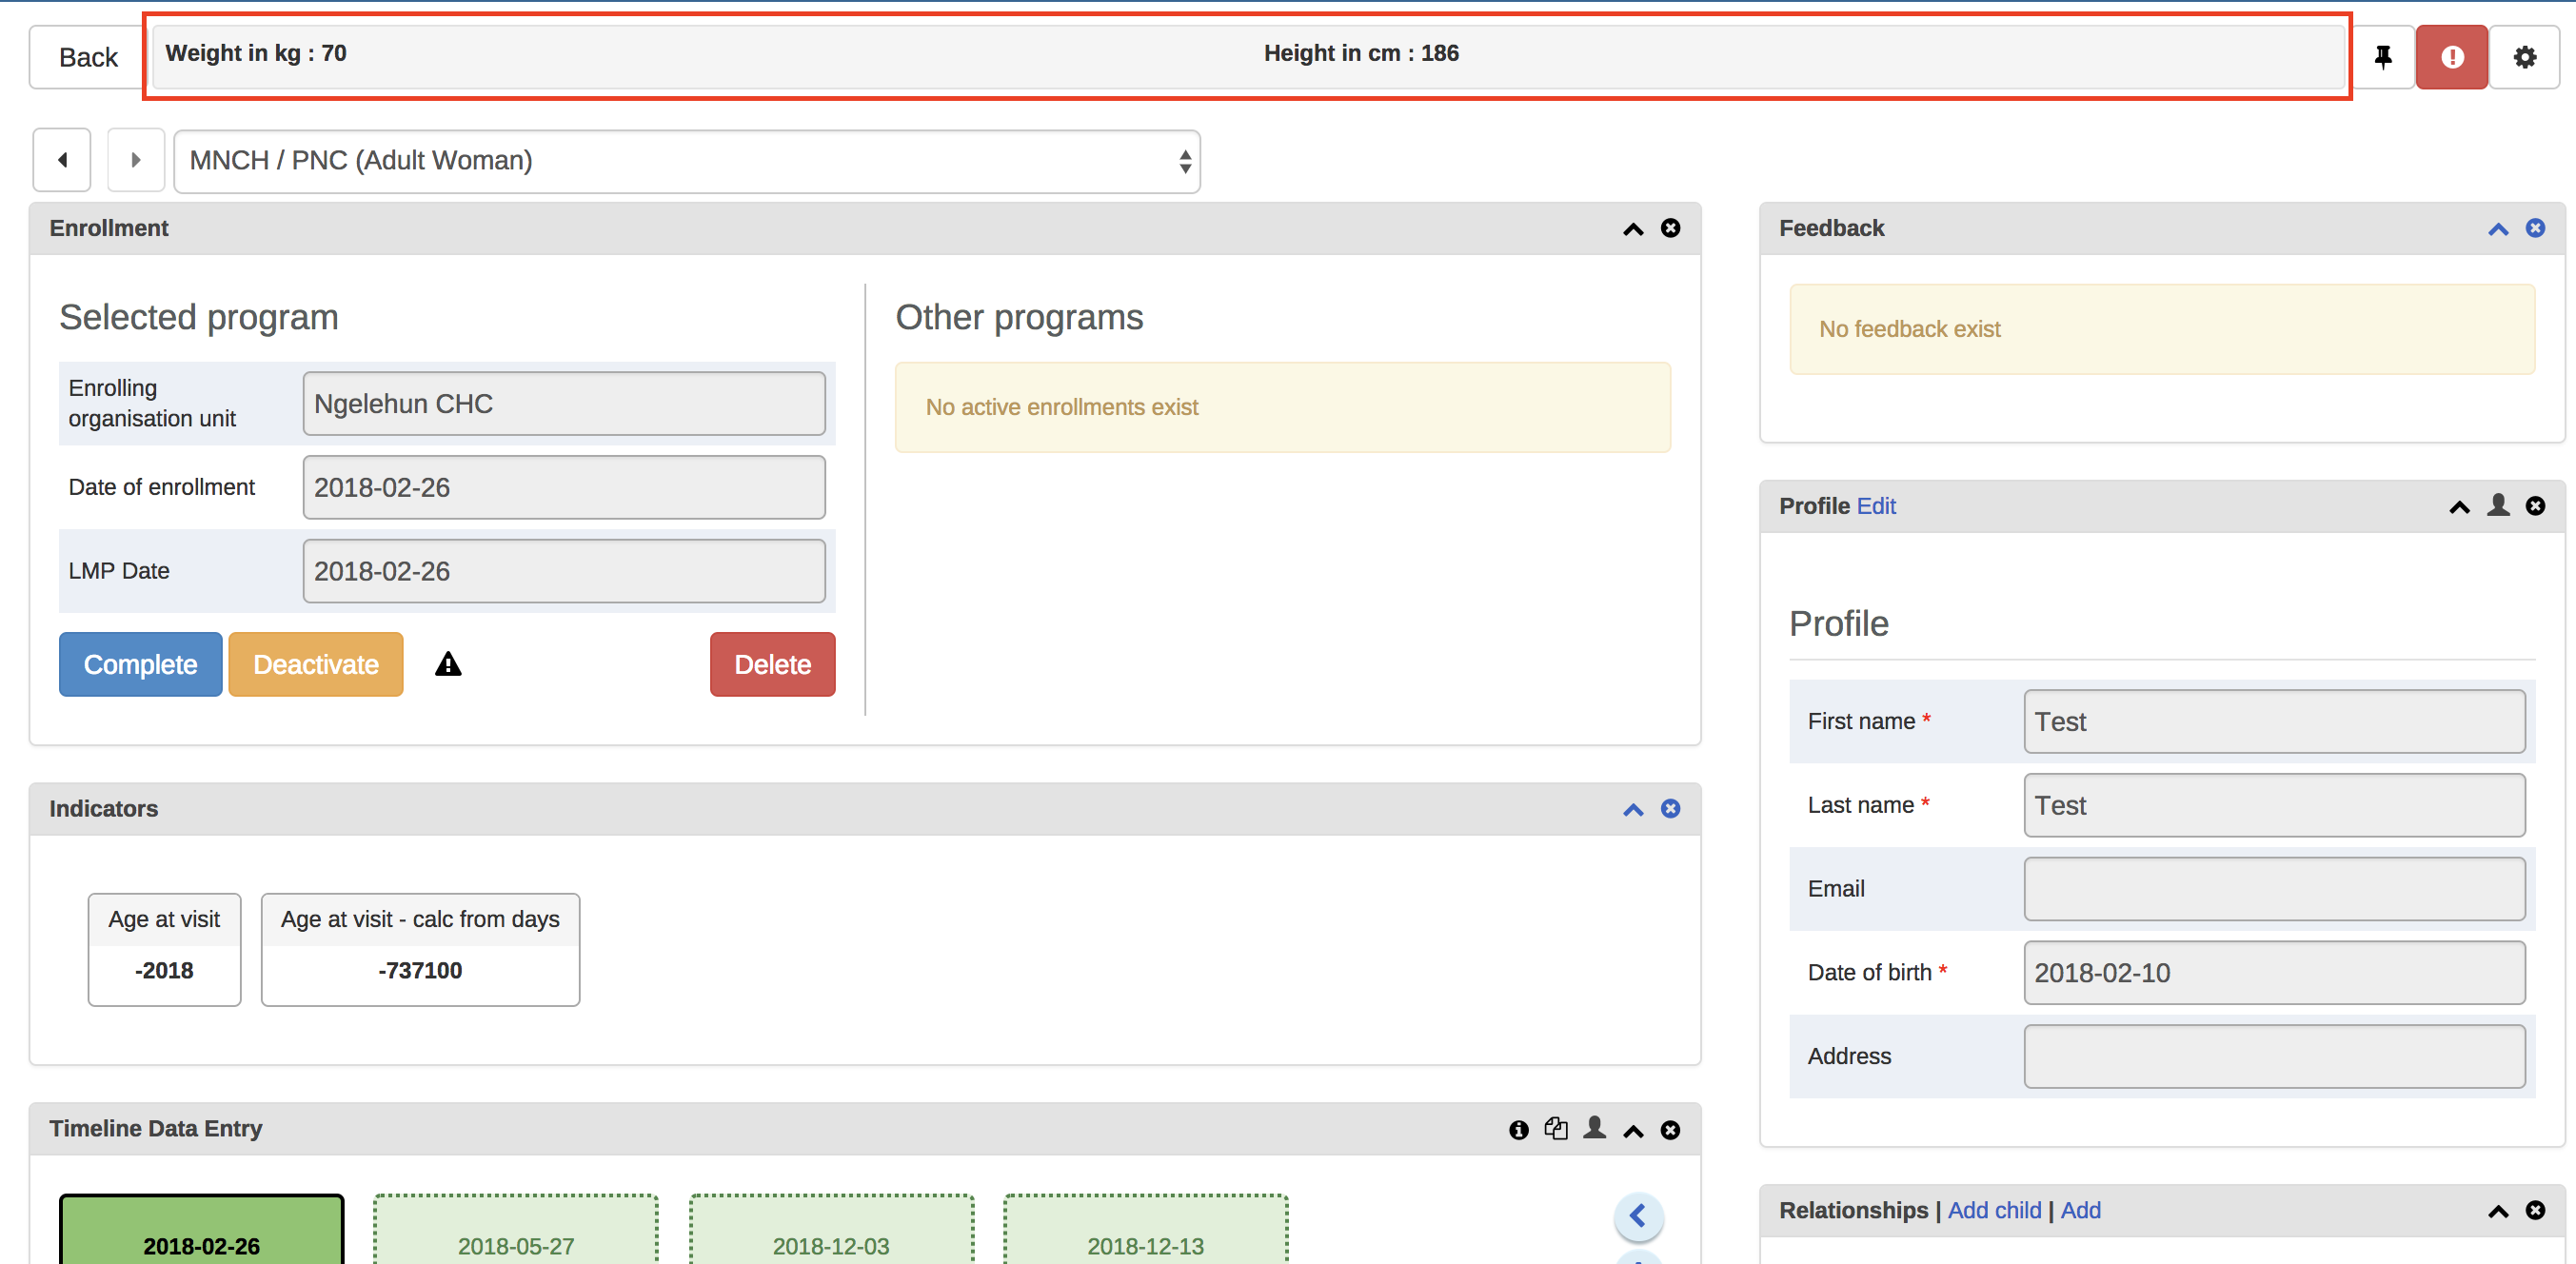 Back
Weight in kg : 70
Height in cm : 186
MNCH / PNC (Adult Woman)
Enrollment
Selected program
Enrolling
organisation unit
Ngelehun CHC
Date of enrollment
2018-02-26
LMP Date
2018-02-26
Complete
Deactivate
Delete
Other programs
No active enrollments exist
Indicators
Age at visit
-2018
Age at visit - calc from days
-737100
Timeline Data Entry
2018-02-26
2018-05-27
2018-12-03
2018-12-13
Feedback
No feedback exist
Profile Edit
Profile
First name *
Test
Last name *
Test
Email
Date of birth *
2018-02-10
Address
Relationships | Add child | Add